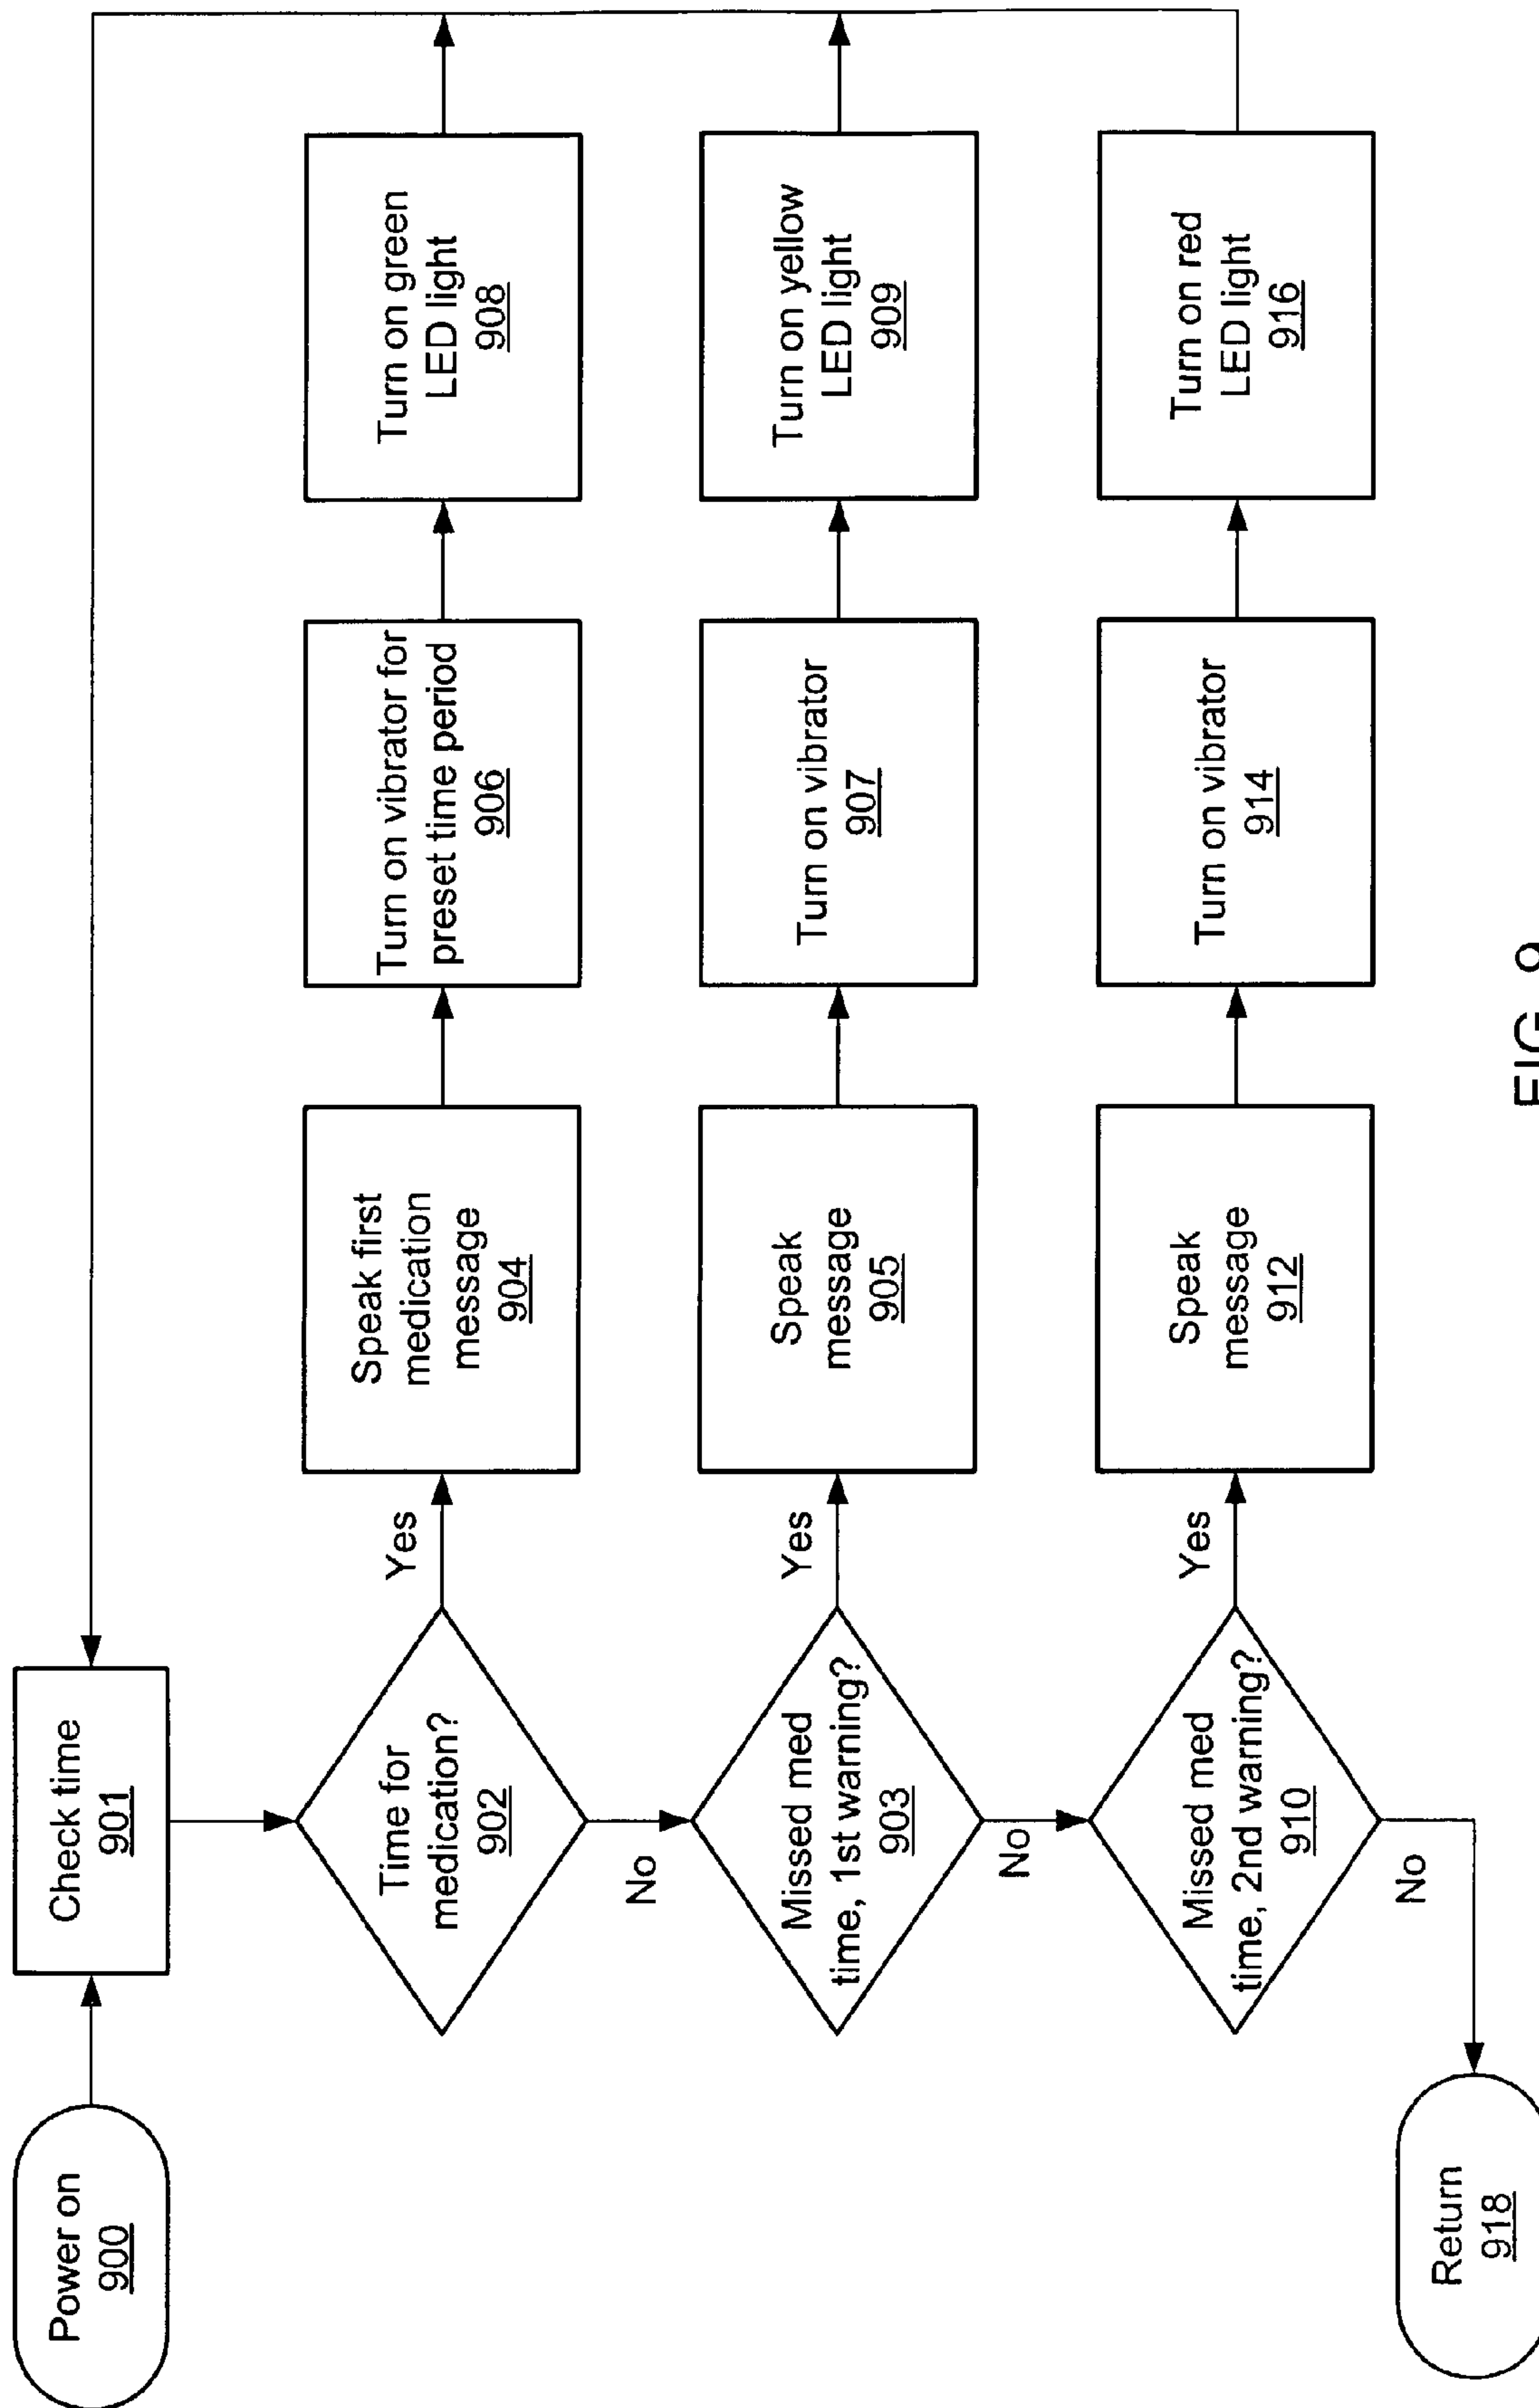 Power on
900
Check time
901
Time for
medication?
902
Yes
Speak first
medication
message
904
Turn on vibrator for
preset time period
906
Turn on green
LED light
908
No
Missed med
time, 1st warning?
903
Yes
Speak
message
905
Turn on vibrator
907
Turn on yellow
LED light
909
No
Missed med
time, 2nd warning?
910
Yes
Speak
message
912
Turn on vibrator
914
Turn on red
LED light
916
No
Return
918
FIG. 9